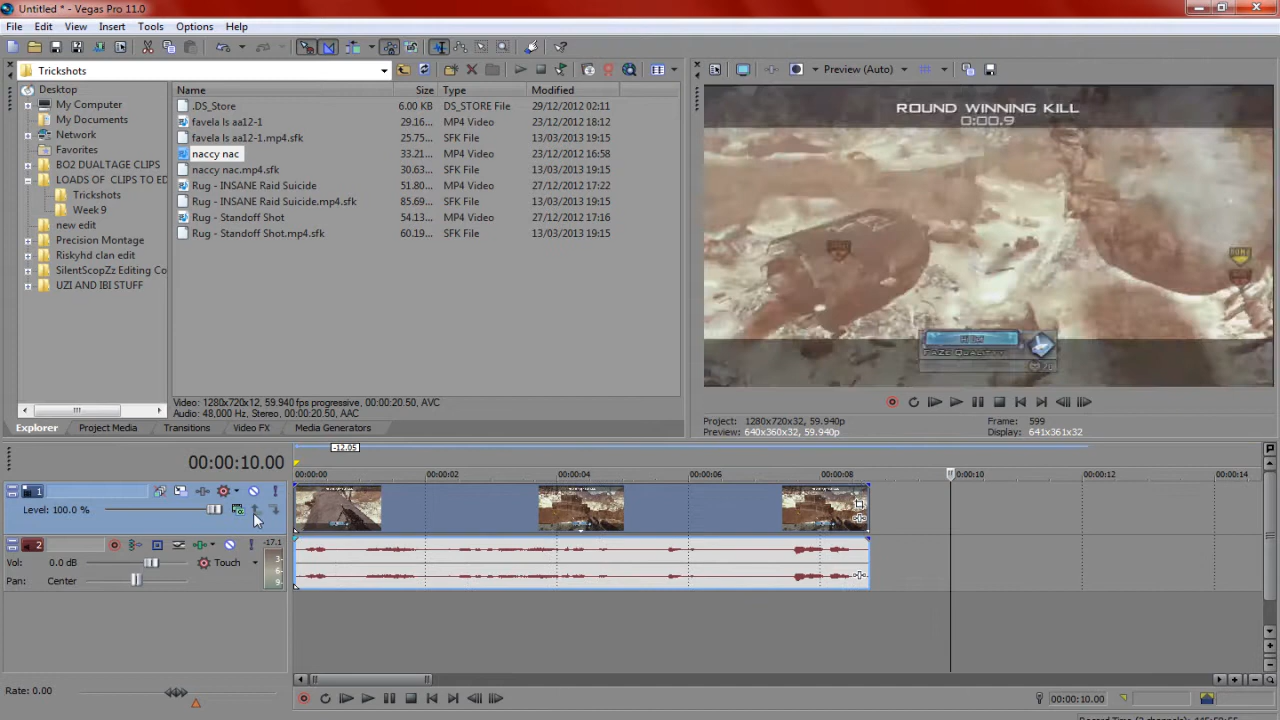 Untitled * - Vegas Pro 11.0
File Edit View Insert Tools Options Help
Trickshots
Desktop
My Computer
My Documents
Network
Favorites
BO2 DUALTAGE CLIPS
LOADS OF CLIPS TO ED
Trickshots
Week 9
new edit
Precision Montage
Riskyhd clan edit
SilentScopZz Editing Co
UZI AND IBI STUFF
Name Size Type Modified
.DS_Store 6.00 KB DS_STORE File 29/12/2012 02:11
favela ls aa12-1 29.16... MP4 Video 23/12/2012 18:12
favela ls aa12-1.mp4.sfk 25.75... SFK File 13/03/2013 19:15
naccy nac 33.21... MP4 Video 23/12/2012 16:58
naccy nac.mp4.sfk 30.63... SFK File 13/03/2013 19:15
Rug - INSANE Raid Suicide 51.80... MP4 Video 27/12/2012 17:22
Rug - INSANE Raid Suicide.mp4.sfk 85.69... SFK File 13/03/2013 19:15
Rug - Standoff Shot 54.13... MP4 Video 27/12/2012 17:16
Rug - Standoff Shot.mp4.sfk 60.19... SFK File 13/03/2013 19:15
Video: 1280x720x12, 59.940 fps progressive, 00:00:20.50, AVC
Audio: 48,000 Hz, Stereo, 00:00:20.50, AAC
Explorer Project Media Transitions Video FX Media Generators
Preview (Auto)
ROUND WINNING KILL
0:00.9
FAZE QUALITY
Project: 1280x720x32, 59.940p
Frame: 599
Preview: 640x360x32, 59.940p
Display: 641x361x32
-12.05
00:00:10.00
00:00:00 00:00:02 00:00:04 00:00:06 00:00:08 00:00:10 00:00:12 00:00:14
1
Level: 100.0 %
2
-17.1
Vol: 0.0 dB Touch
Pan: Center
3
6
9
Rate: 0.00
00:00:10.00